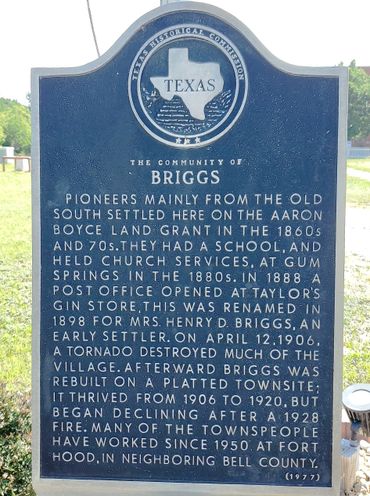 TEXAS HISTORICAL COMMISSION
TEXAS
THE COMMUNITY OF
BRIGGS
PIONEERS MAINLY FROM THE OLD
SOUTH SETTLED HERE ON THE AARON
BOYCE LAND GRANT IN THE 1860s
AND 70s. THEY HAD A SCHOOL, AND
HELD CHURCH SERVICES, AT GUM
SPRINGS IN THE 1880s. IN 1888 A
POST OFFICE OPENED AT TAYLOR'S
GIN STORE, THIS WAS RENAMED IN
1898 FOR MRS. HENRY D. BRIGGS, AN
EARLY SETTLER. ON APRIL 12, 1906,
A TORNADO DESTROYED MUCH OF THE
VILLAGE. AFTERWARD BRIGGS WAS
REBUILT ON A PLATTED TOWNSITE;
IT THRIVED FROM 1906 TO 1920, BUT
BEGAN DECLINING AFTER A 1928
FIRE. MANY OF THE TOWNSPEOPLE
HAVE WORKED SINCE 1950 AT FORT
HOOD, IN NEIGHBORING BELL COUNTY.
(1977)